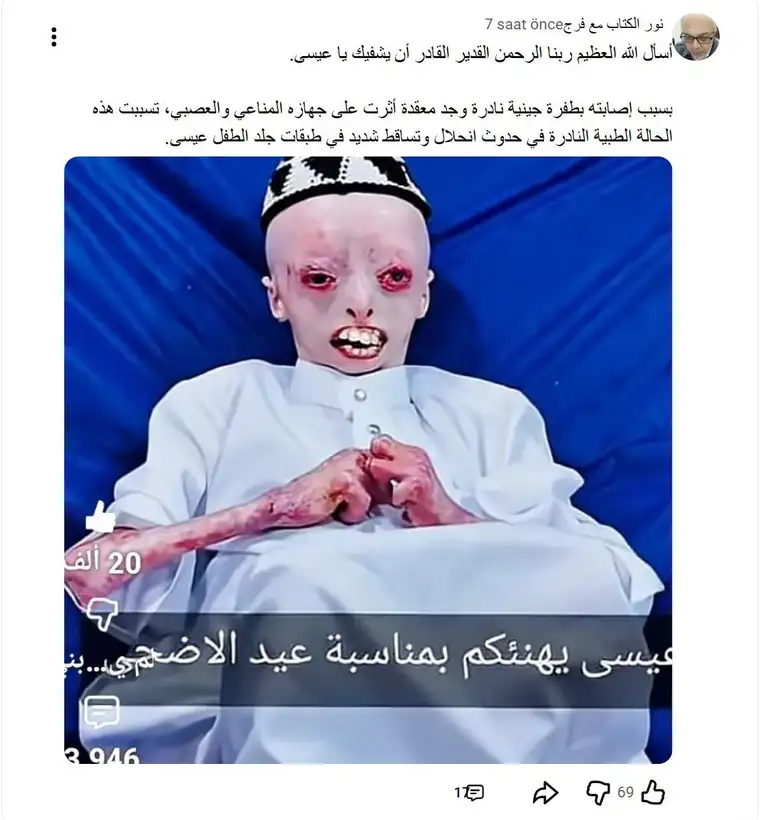 نور الكتاب مع فرج7 saat önce
أسأل الله العظيم ربنا الرحمن القدير القادر أن يشفيك يا عيسى.
بسبب إصابته بطفرة جينية نادرة وجد معقدة أثرت على جهازه المناعي والعصبي، تسببت هذه
الحالة الطبية النادرة في حدوث انحلال وتساقط شديد في طبقات جلد الطفل عيسى.
20 ألف
عيسى يهنئكم بمناسبة عيد الاضحى
3.946
17
69